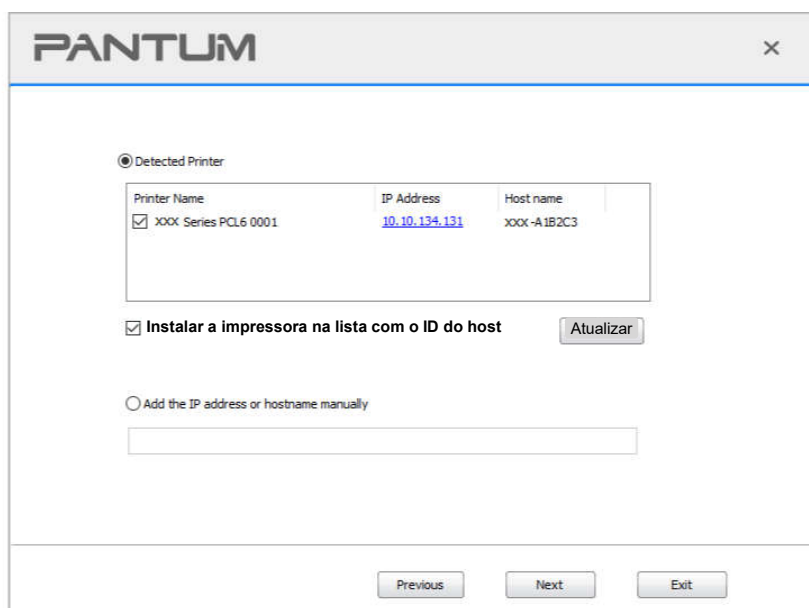 PANTUM
Detected Printer
Printer Name IP Address Host name
XXX Series PCL6 0001 10.10.134.131 XXX-A1B2C3
Instalar a impressora na lista com o ID do host Atualizar
Add the IP address or hostname manually
Previous Next Exit